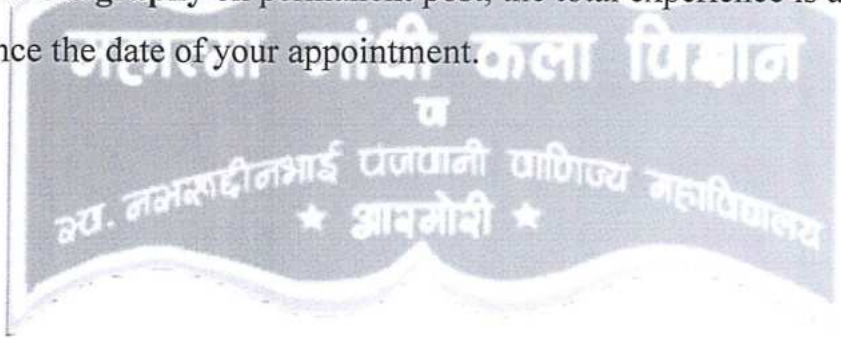 graphy on permanent post, the total experience is
nce the date of your appointment.
महात्मा गांधी कला विज्ञान
व
स्व. नसरुद्दीनभाई पंजवानी वाणिज्य महाविद्यालय
★ आरमोरी ★